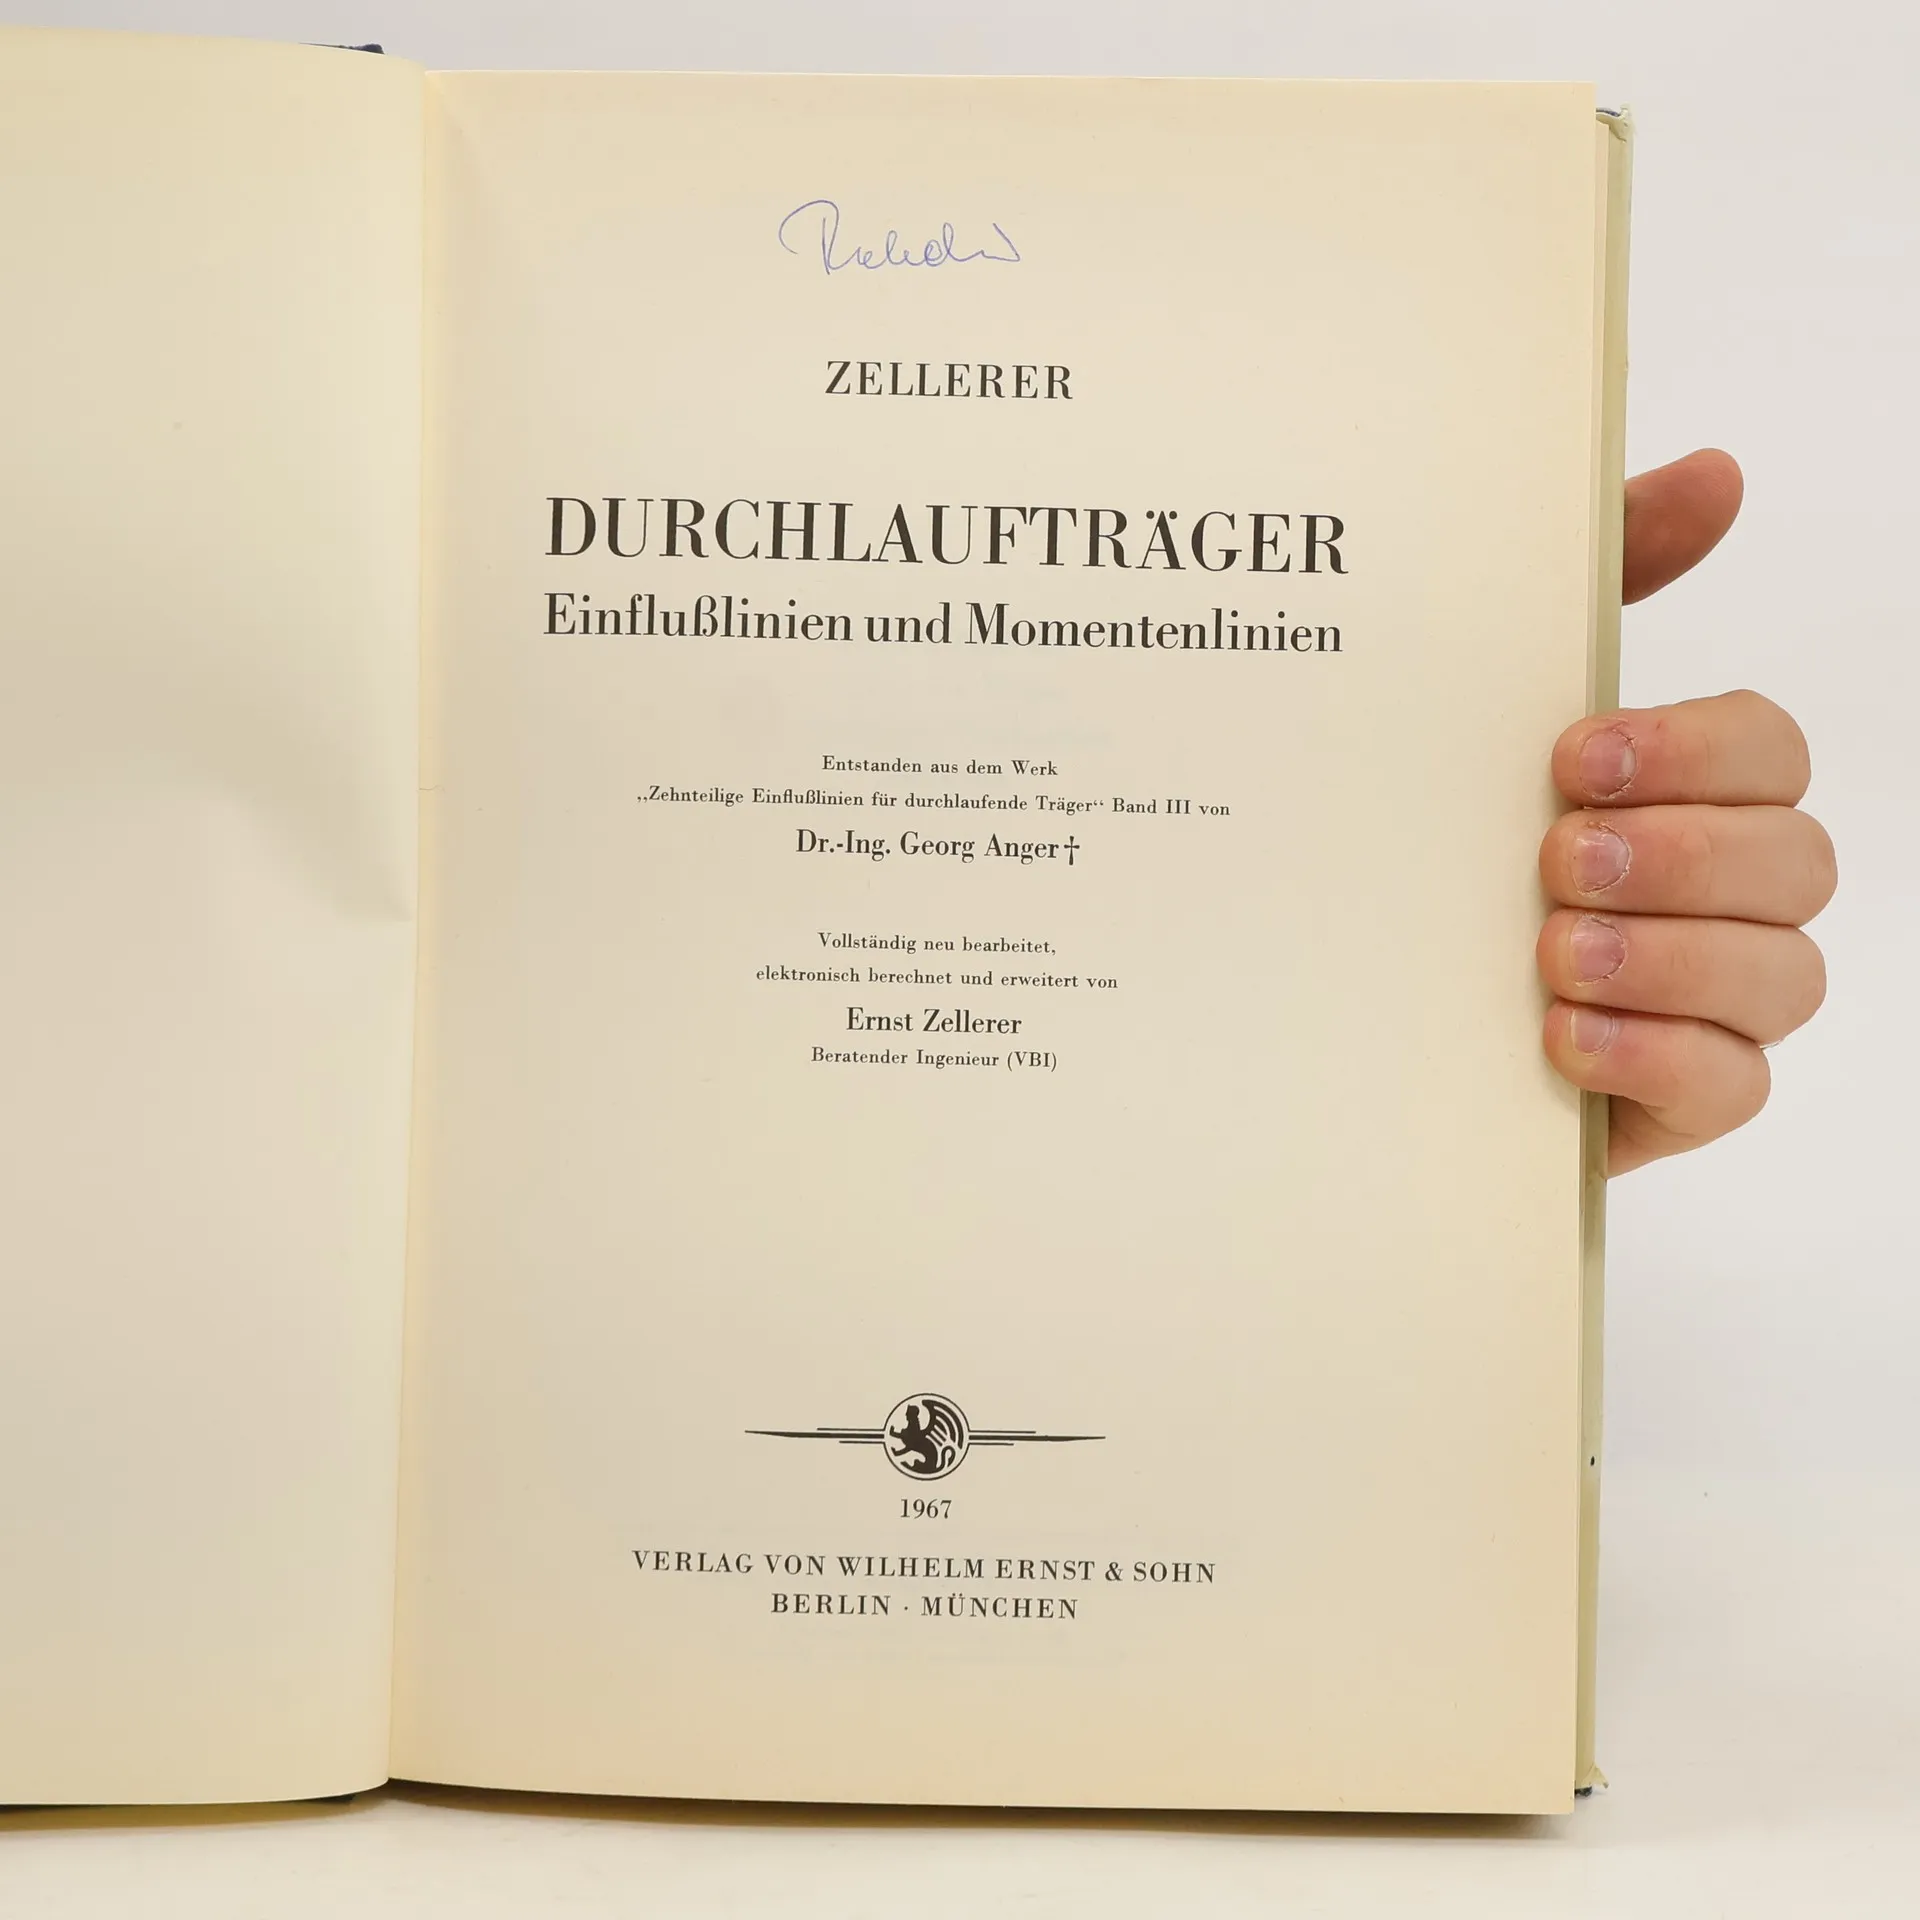 ZELLERER
DURCHLAUFTRÄGER
Einflußlinien und Momentenlinien
Entstanden aus dem Werk
„Zehnteilige Einflußlinien für durchlaufende Träger“ Band III von
Dr.-Ing. Georg Anger†
Vollständig neu bearbeitet,
elektronisch berechnet und erweitert von
Ernst Zellerer
Beratender Ingenieur (VBI)
1967
VERLAG VON WILHELM ERNST & SOHN
BERLIN · MÜNCHEN